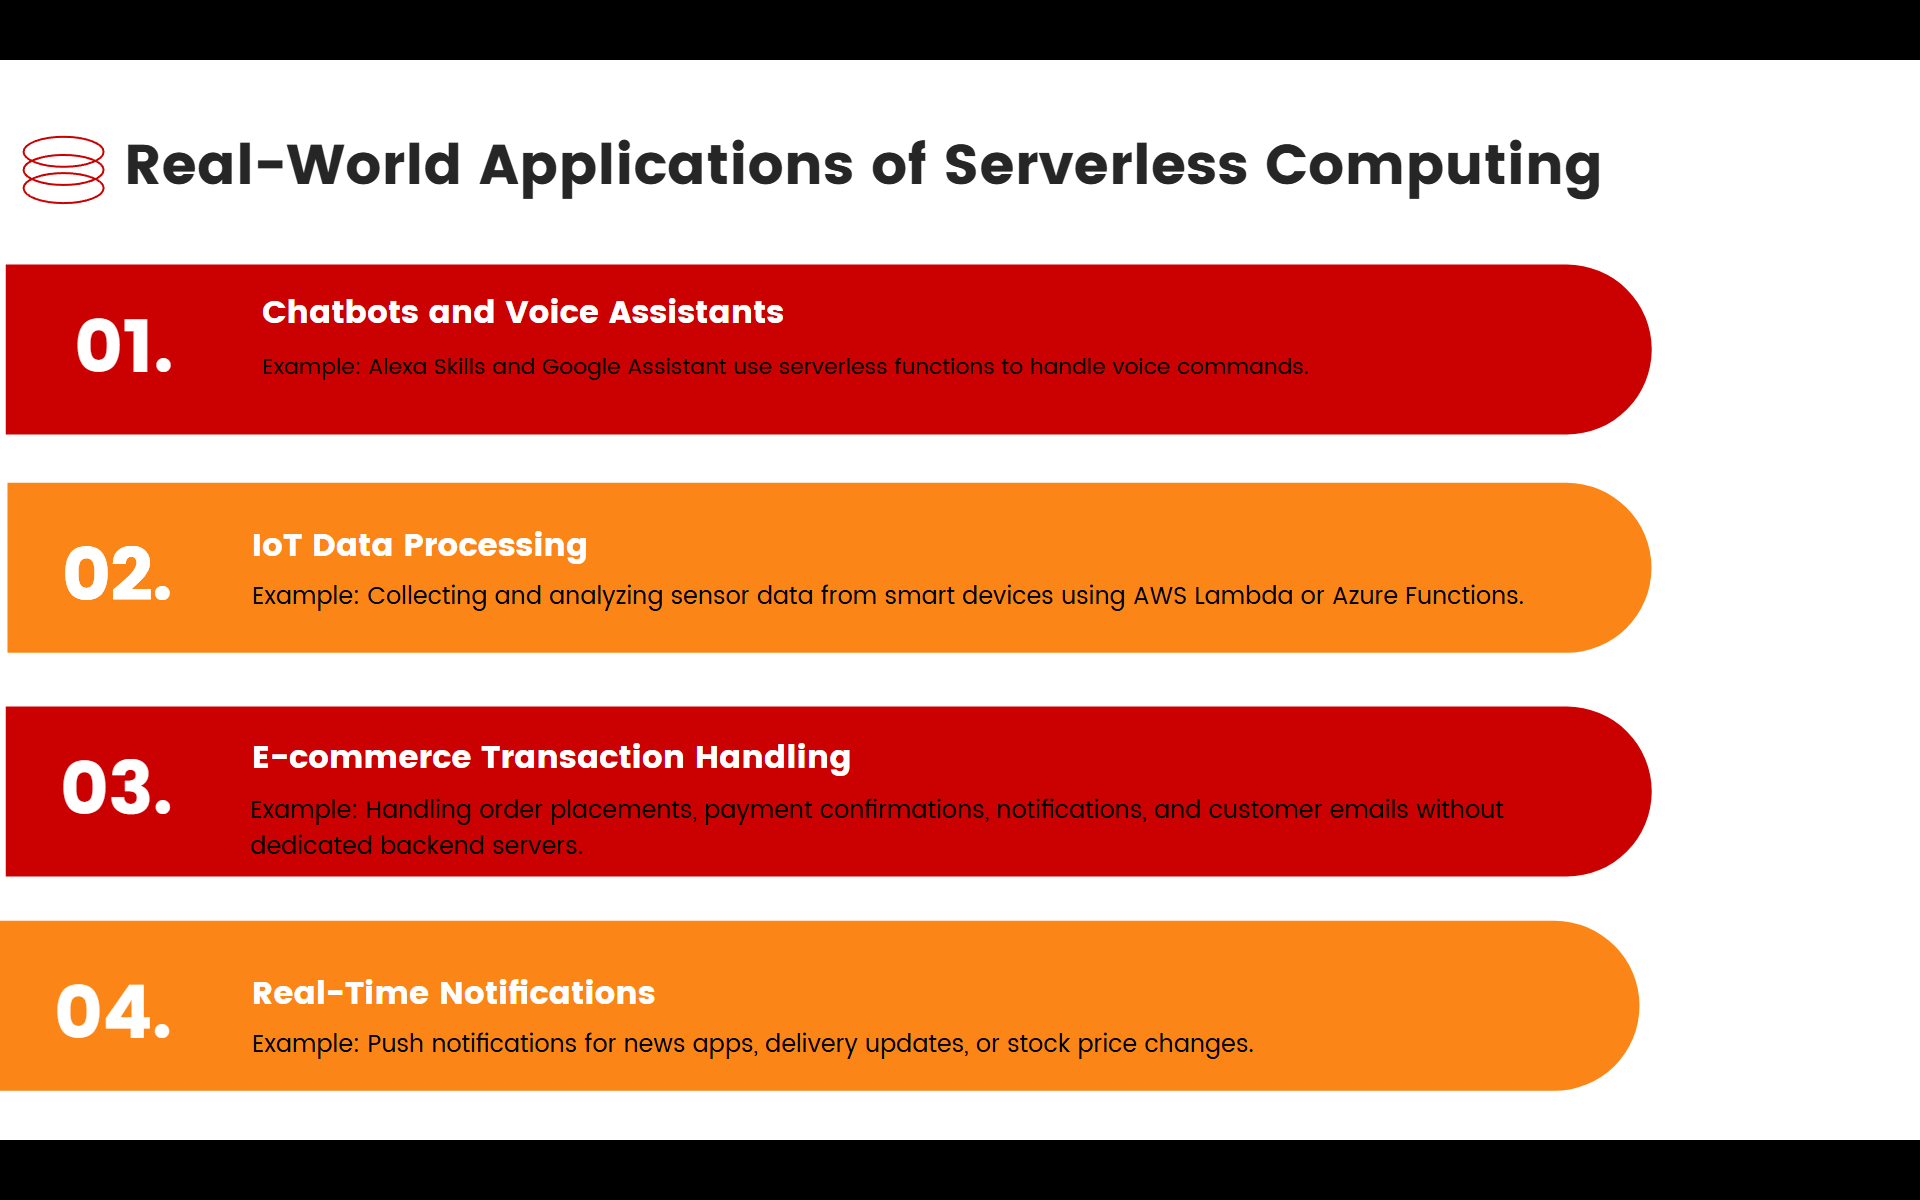 Real-World Applications of Serverless Computing
01.
Chatbots and Voice Assistants
Example: Alexa Skills and Google Assistant use serverless functions to handle voice commands.
02.
IoT Data Processing
Example: Collecting and analyzing sensor data from smart devices using AWS Lambda or Azure Functions.
03.
E-commerce Transaction Handling
Example: Handling order placements, payment confirmations, notifications, and customer emails without
dedicated backend servers.
04.
Real-Time Notifications
Example: Push notifications for news apps, delivery updates, or stock price changes.